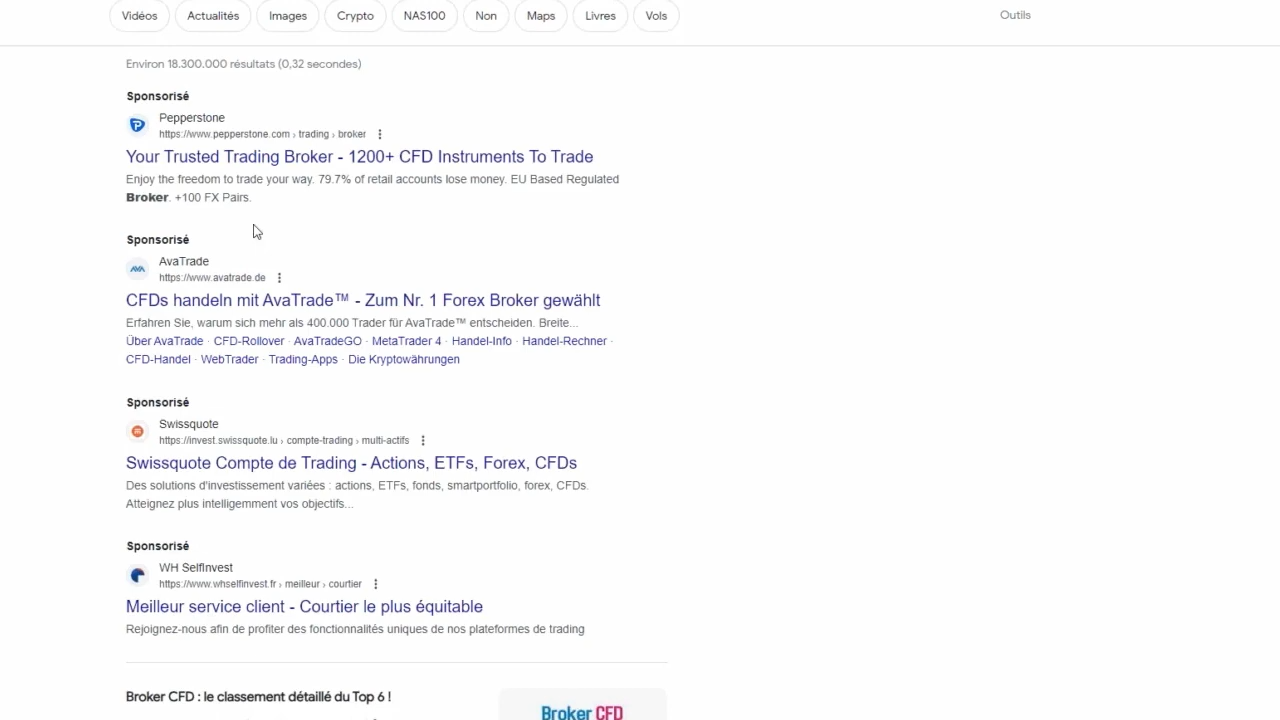 Vidéos Actualités Images Crypto NAS100 Non Maps Livres Vols Outils
Environ 18.300.000 résultats (0,32 secondes)
Sponsorisé
Pepperstone
https://www.pepperstone.com › trading › broker
Your Trusted Trading Broker - 1200+ CFD Instruments To Trade
Enjoy the freedom to trade your way. 79.7% of retail accounts lose money. EU Based Regulated
Broker. +100 FX Pairs.
Sponsorisé
AvaTrade
https://www.avatrade.de
CFDs handeln mit AvaTrade™ - Zum Nr. 1 Forex Broker gewählt
Erfahren Sie, warum sich mehr als 400.000 Trader für AvaTrade™ entscheiden. Breite...
Über AvaTrade · CFD-Rollover · AvaTradeGO · MetaTrader 4 · Handel-Info · Handel-Rechner ·
CFD-Handel · WebTrader · Trading-Apps · Die Kryptowährungen
Sponsorisé
Swissquote
https://invest.swissquote.lu › compte-trading › multi-actifs
Swissquote Compte de Trading - Actions, ETFs, Forex, CFDs
Des solutions d'investissement variées : actions, ETFs, fonds, smartportfolio, forex, CFDs.
Atteignez plus intelligemment vos objectifs...
Sponsorisé
WH SelfInvest
https://www.whselfinvest.fr › meilleur › courtier
Meilleur service client - Courtier le plus équitable
Rejoignez-nous afin de profiter des fonctionnalités uniques de nos plateformes de trading
Broker CFD : le classement détaillé du Top 6 !
Broker CFD